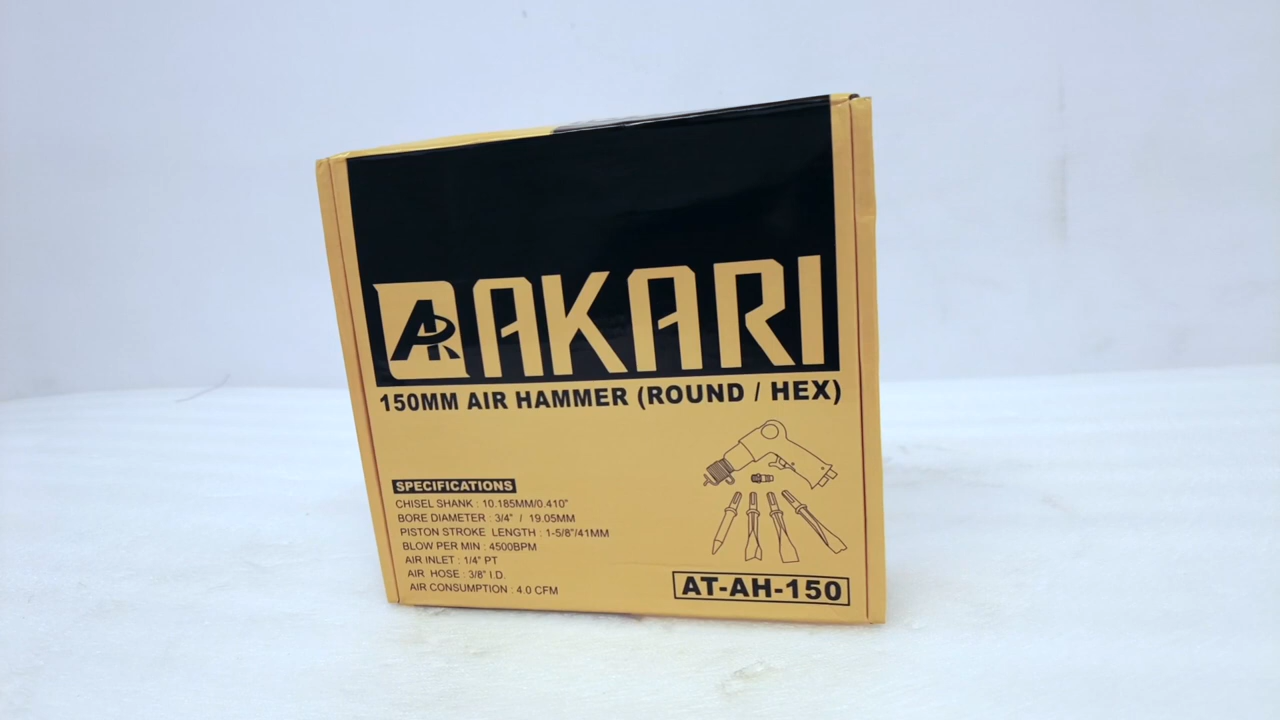 AR AKARI
150MM AIR HAMMER (ROUND / HEX)
SPECIFICATIONS
CHISEL SHANK : 10.185MM/0.410"
BORE DIAMETER : 3/4" / 19.05MM
PISTON STROKE LENGTH : 1-5/8"/41MM
BLOW PER MIN : 4500BPM
AIR INLET : 1/4" PT
AIR HOSE : 3/8" I.D.
AIR CONSUMPTION : 4.0 CFM
AT-AH-150